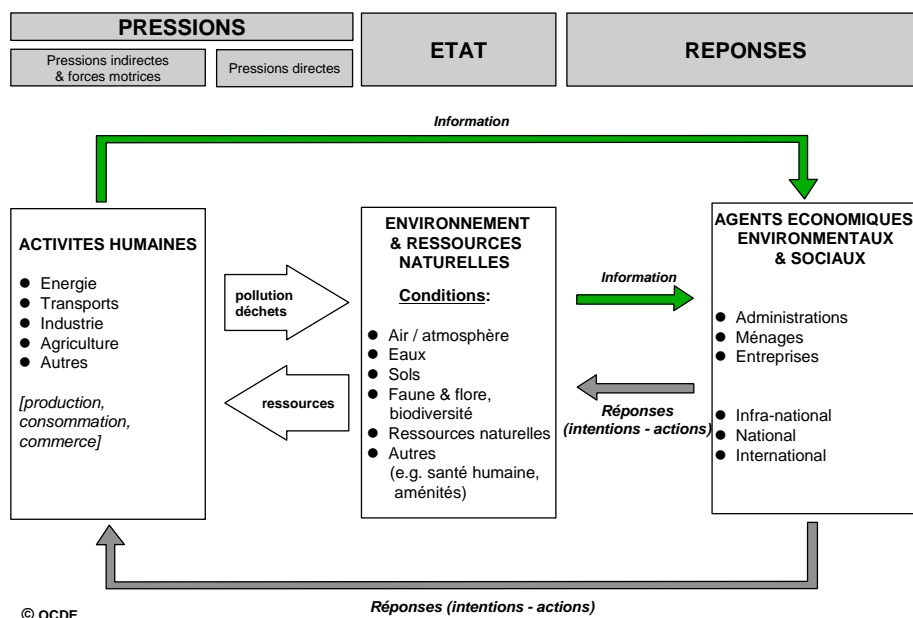 PRESSIONS
Pressions indirectes
& forces motrices
Pressions directes
ETAT
REPONSES
Information
ACTIVITES HUMAINES
● Energie
● Transports
● Industrie
● Agriculture
● Autres
[production,
consommation,
commerce]
pollution
déchets
ressources
ENVIRONNEMENT
& RESSOURCES
NATURELLES
Conditions:
● Air / atmosphère
● Eaux
● Sols
● Faune & flore,
biodiversité
● Ressources naturelles
● Autres
(e.g. santé humaine,
aménités)
Information
Réponses
(intentions - actions)
AGENTS ECONOMIQUES
ENVIRONMENTAUX
& SOCIAUX
● Administrations
● Ménages
● Entreprises
● Infra-national
● National
● International
Réponses (intentions - actions)
© OCDE